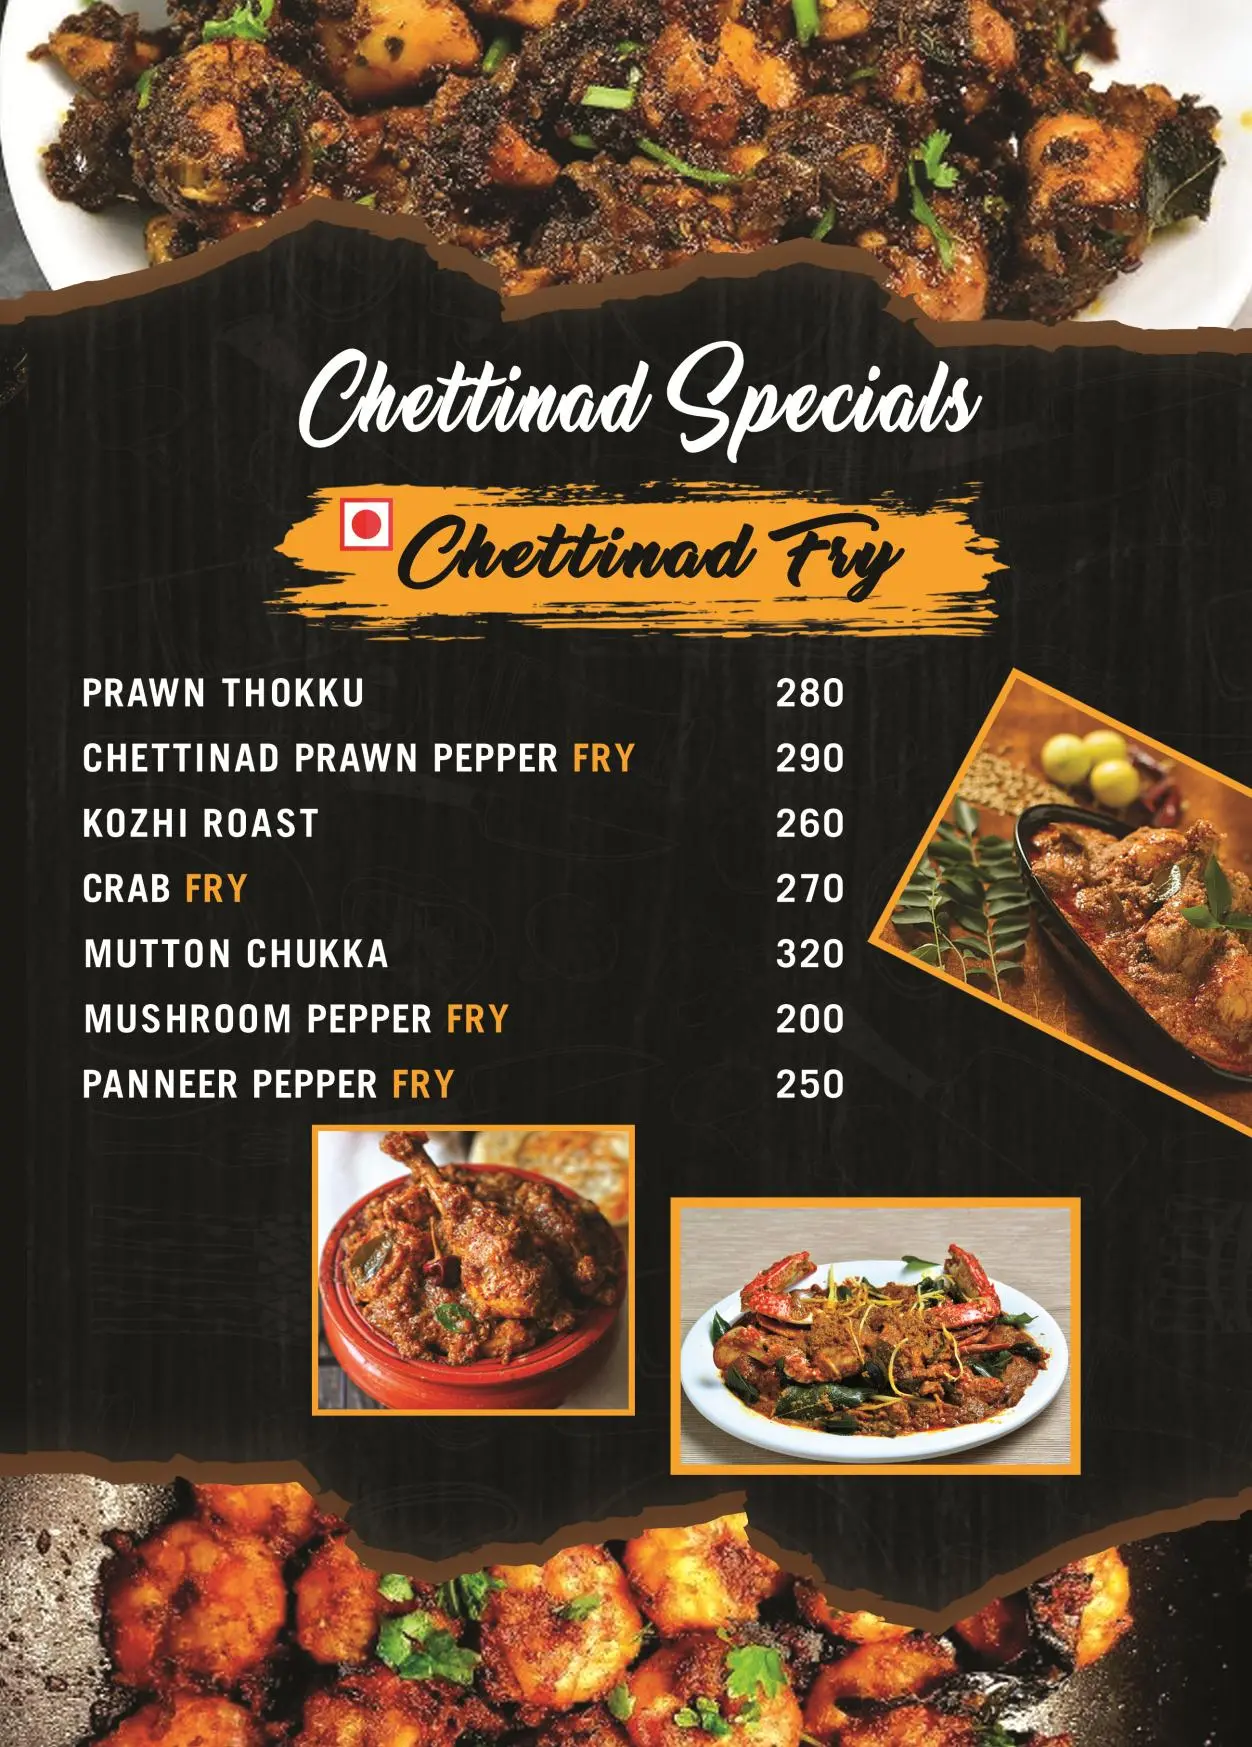 Chettinad Specials
Chettinad Fry
PRAWN THOKKU 280
CHETTINAD PRAWN PEPPER FRY 290
KOZHI ROAST 260
CRAB FRY 270
MUTTON CHUKKA 320
MUSHROOM PEPPER FRY 200
PANNEER PEPPER FRY 250